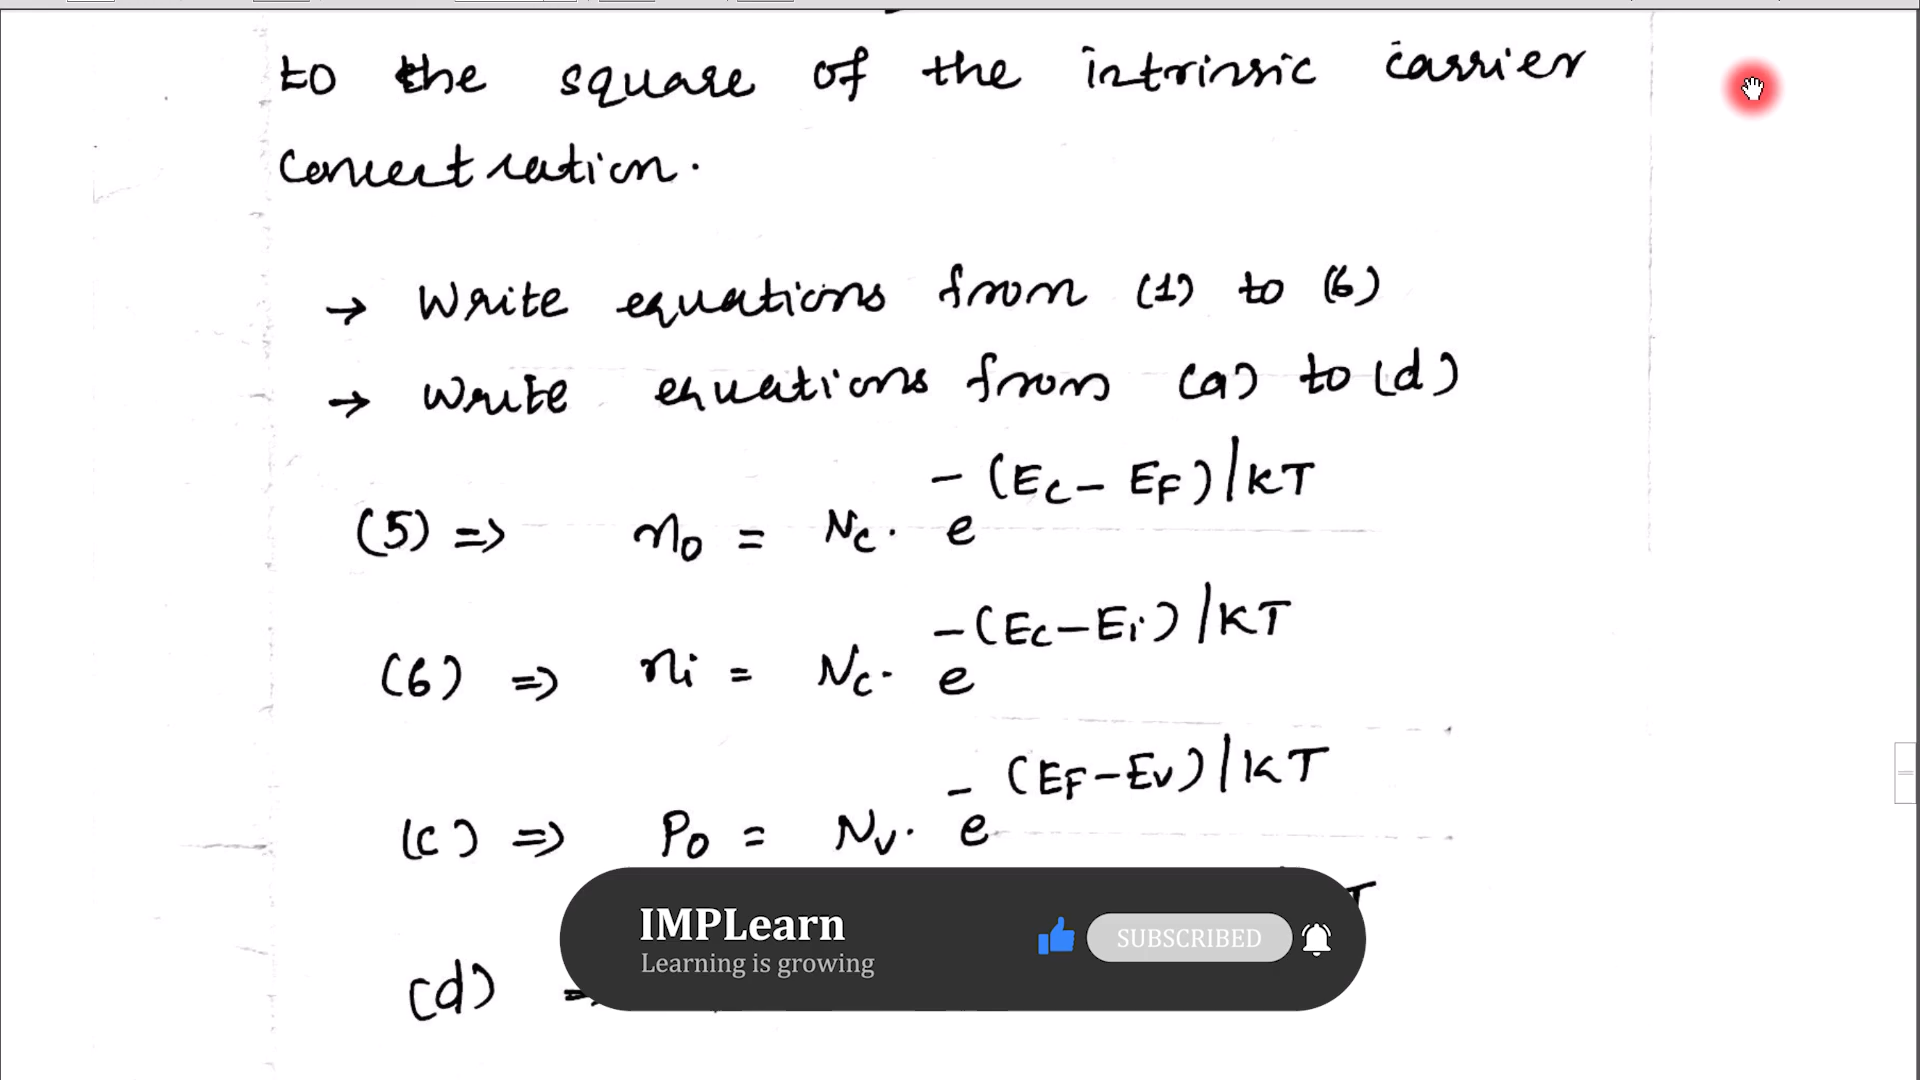 to the square of the intrinsic carrier
concentration.
→ Write equations from (1) to (6)
→ Write equations from (a) to (d)
(5) => n₀ = Nc . e^-(Ec - EF)/KT
(6) => ni = Nc . e^-(Ec - Ei)/KT
(c) => P₀ = Nv . e^-(EF - Ev)/KT
(d)
IMPLearn
Learning is growing
SUBSCRIBED